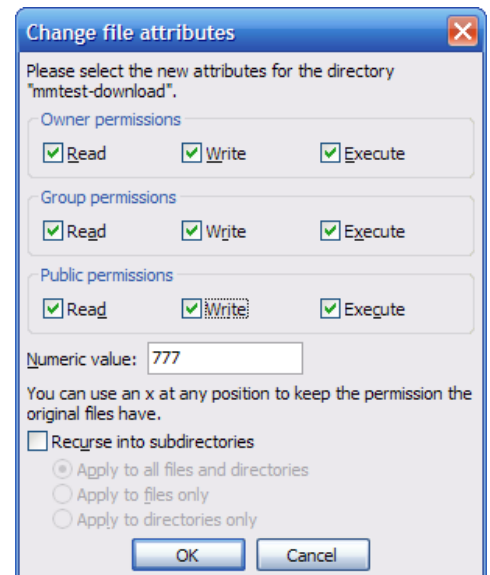 Change file attributes
Please select the new attributes for the directory
"mmtest-download".
Owner permissions
Read Write Execute
Group permissions
Read Write Execute
Public permissions
Read Write Execute
Numeric value: 777
You can use an x at any position to keep the permission the
original files have.
Recurse into subdirectories
Apply to all files and directories
Apply to files only
Apply to directories only
OK Cancel